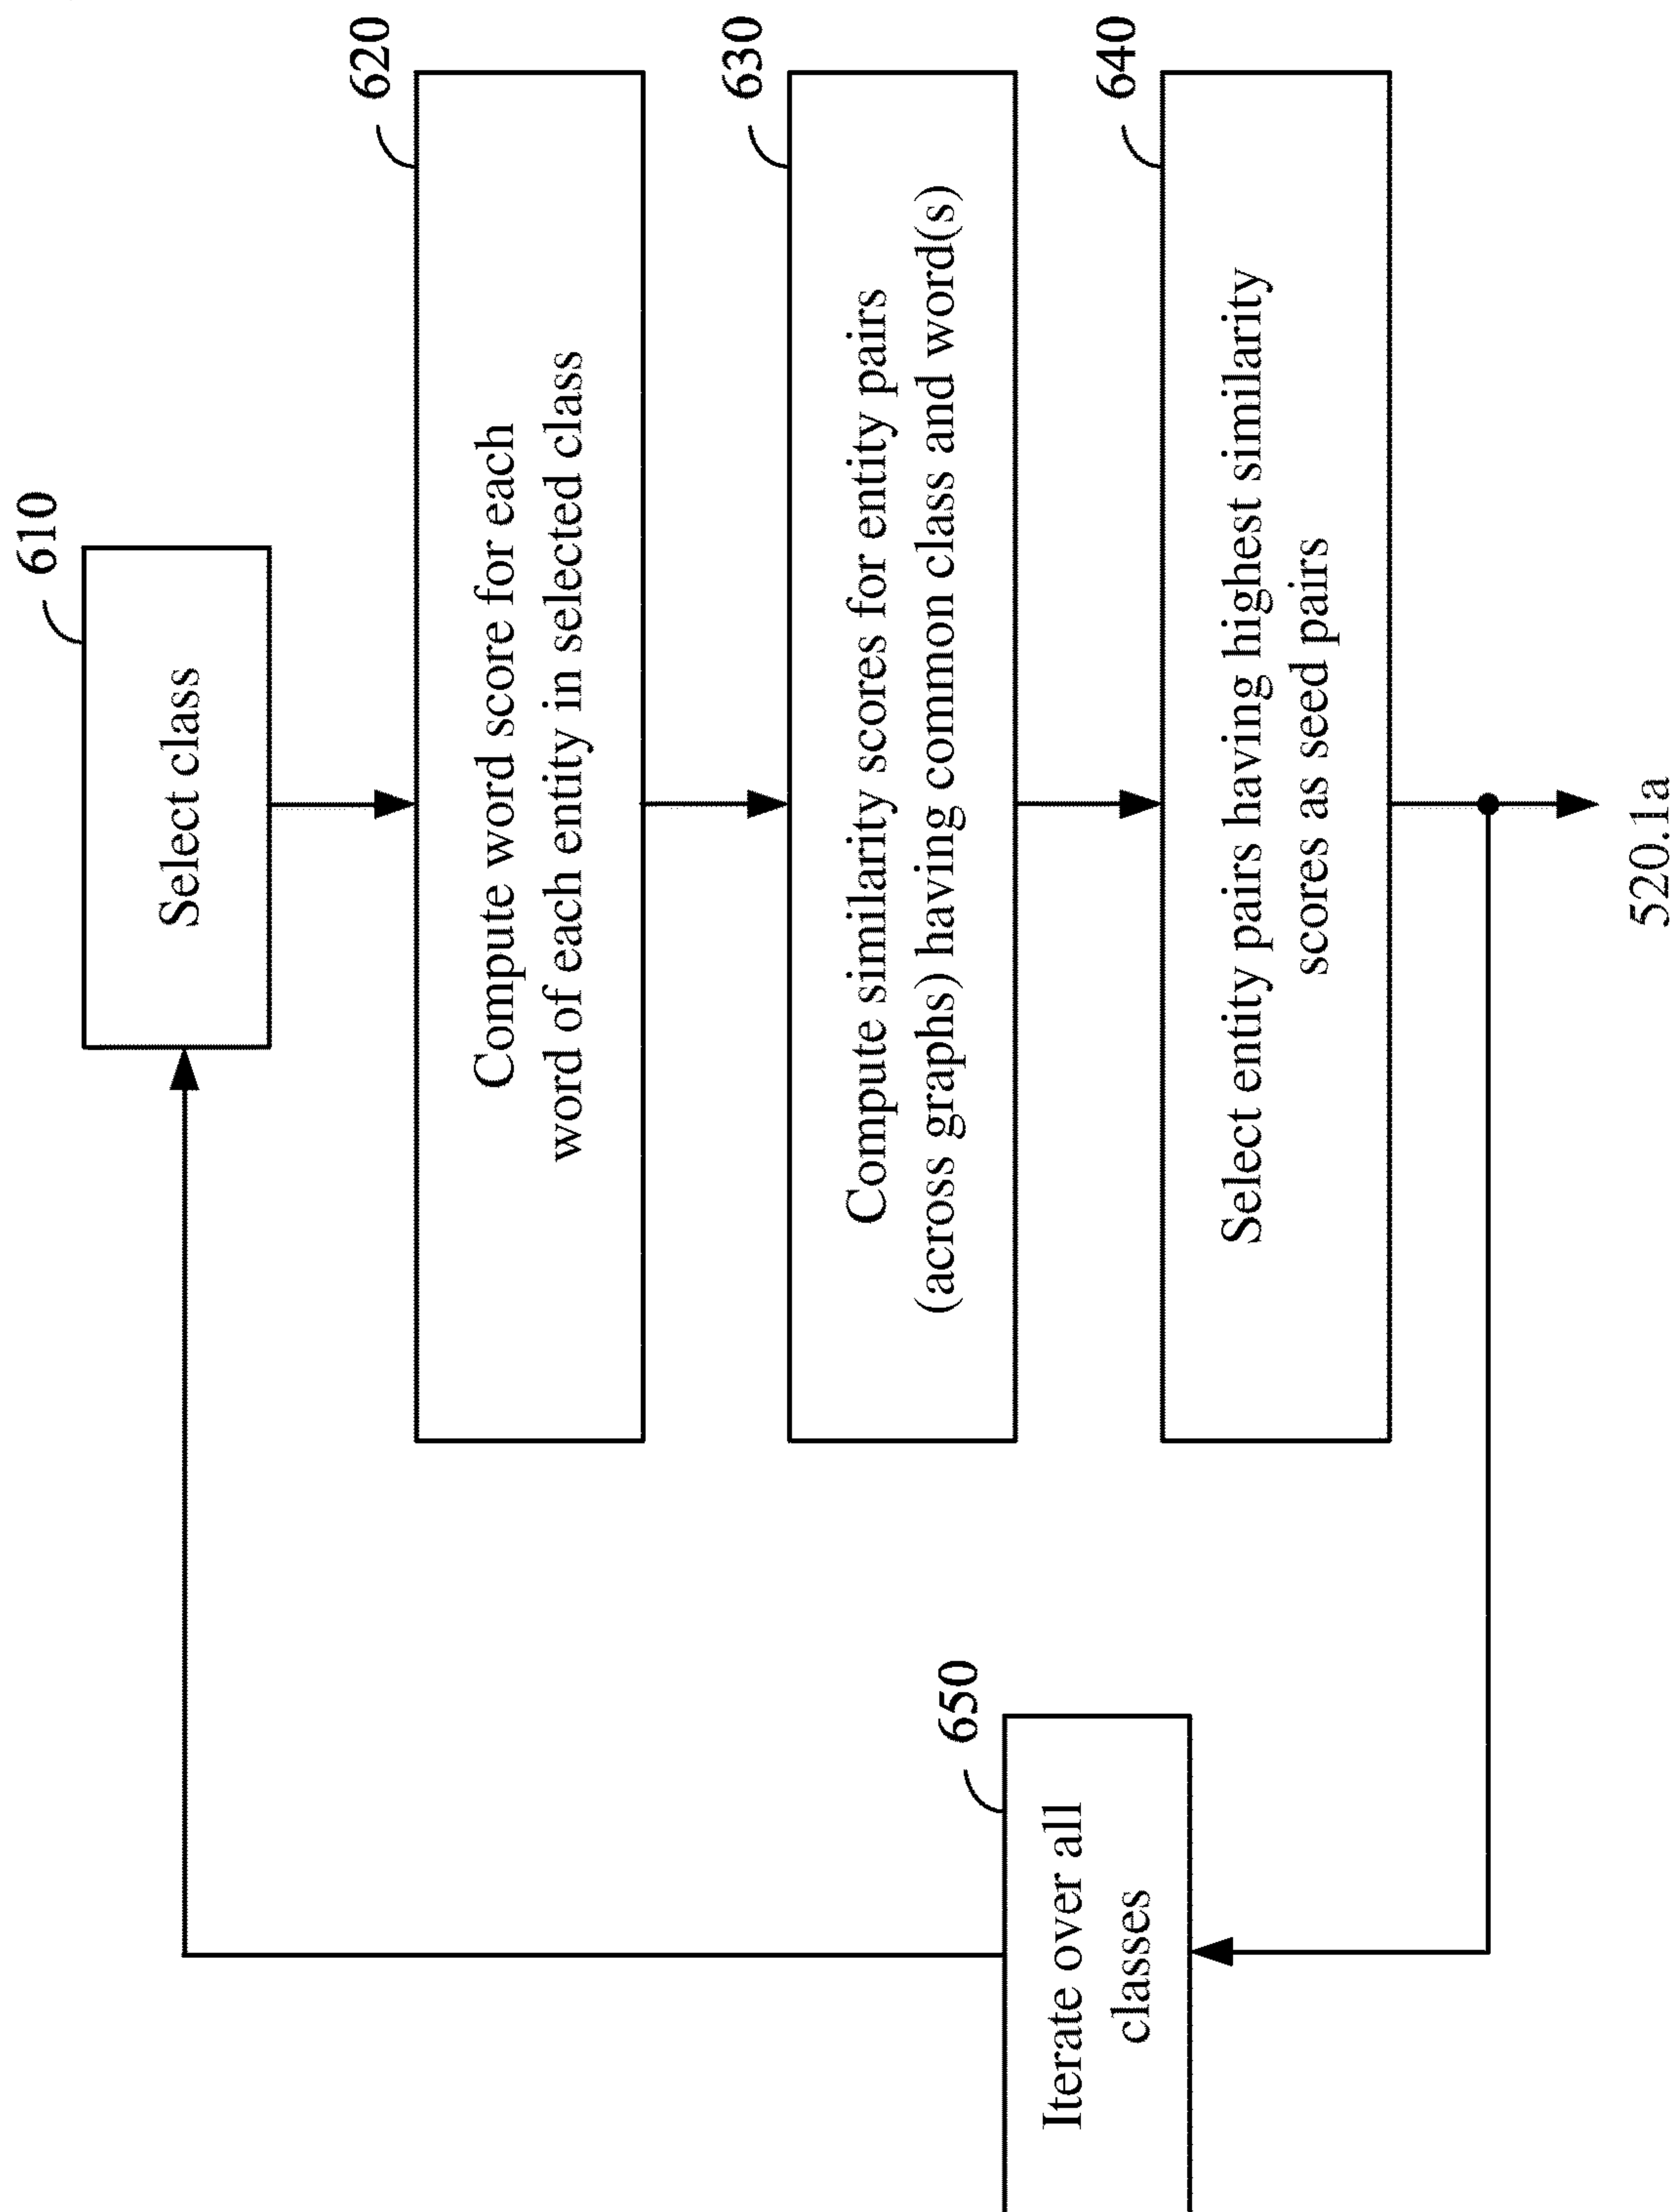 610
Select class
620
Compute word score for each
word of each entity in selected class
630
Compute similarity scores for entity pairs
(across graphs) having common class and word(s)
640
Select entity pairs having highest similarity
scores as seed pairs
650
Iterate over all
classes
520.1a